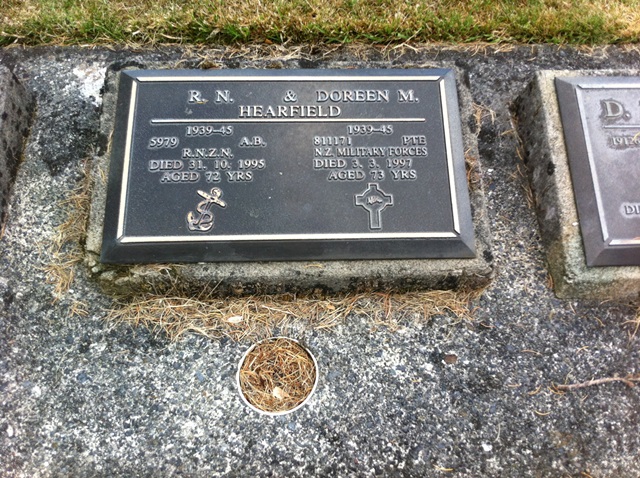 R. N. & DOREEN M.
HEARFIELD
1939-45 1939-45
5979 A.B. 811171 PTE
R.N.Z.N. N.Z. MILITARY FORCES
DIED 31. 10. 1995 DIED 3. 3. 1997
AGED 72 YRS AGED 73 YRS
D.